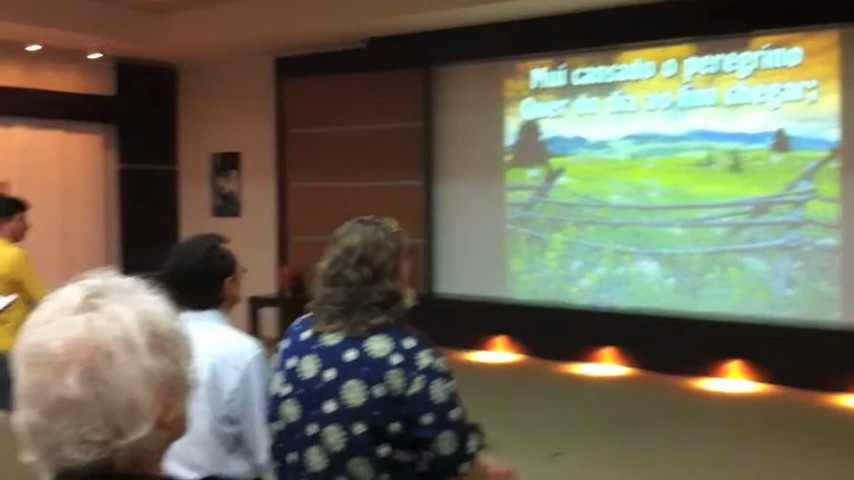 Mui cansado o peregrino
Quer do dia ao fim chegar;